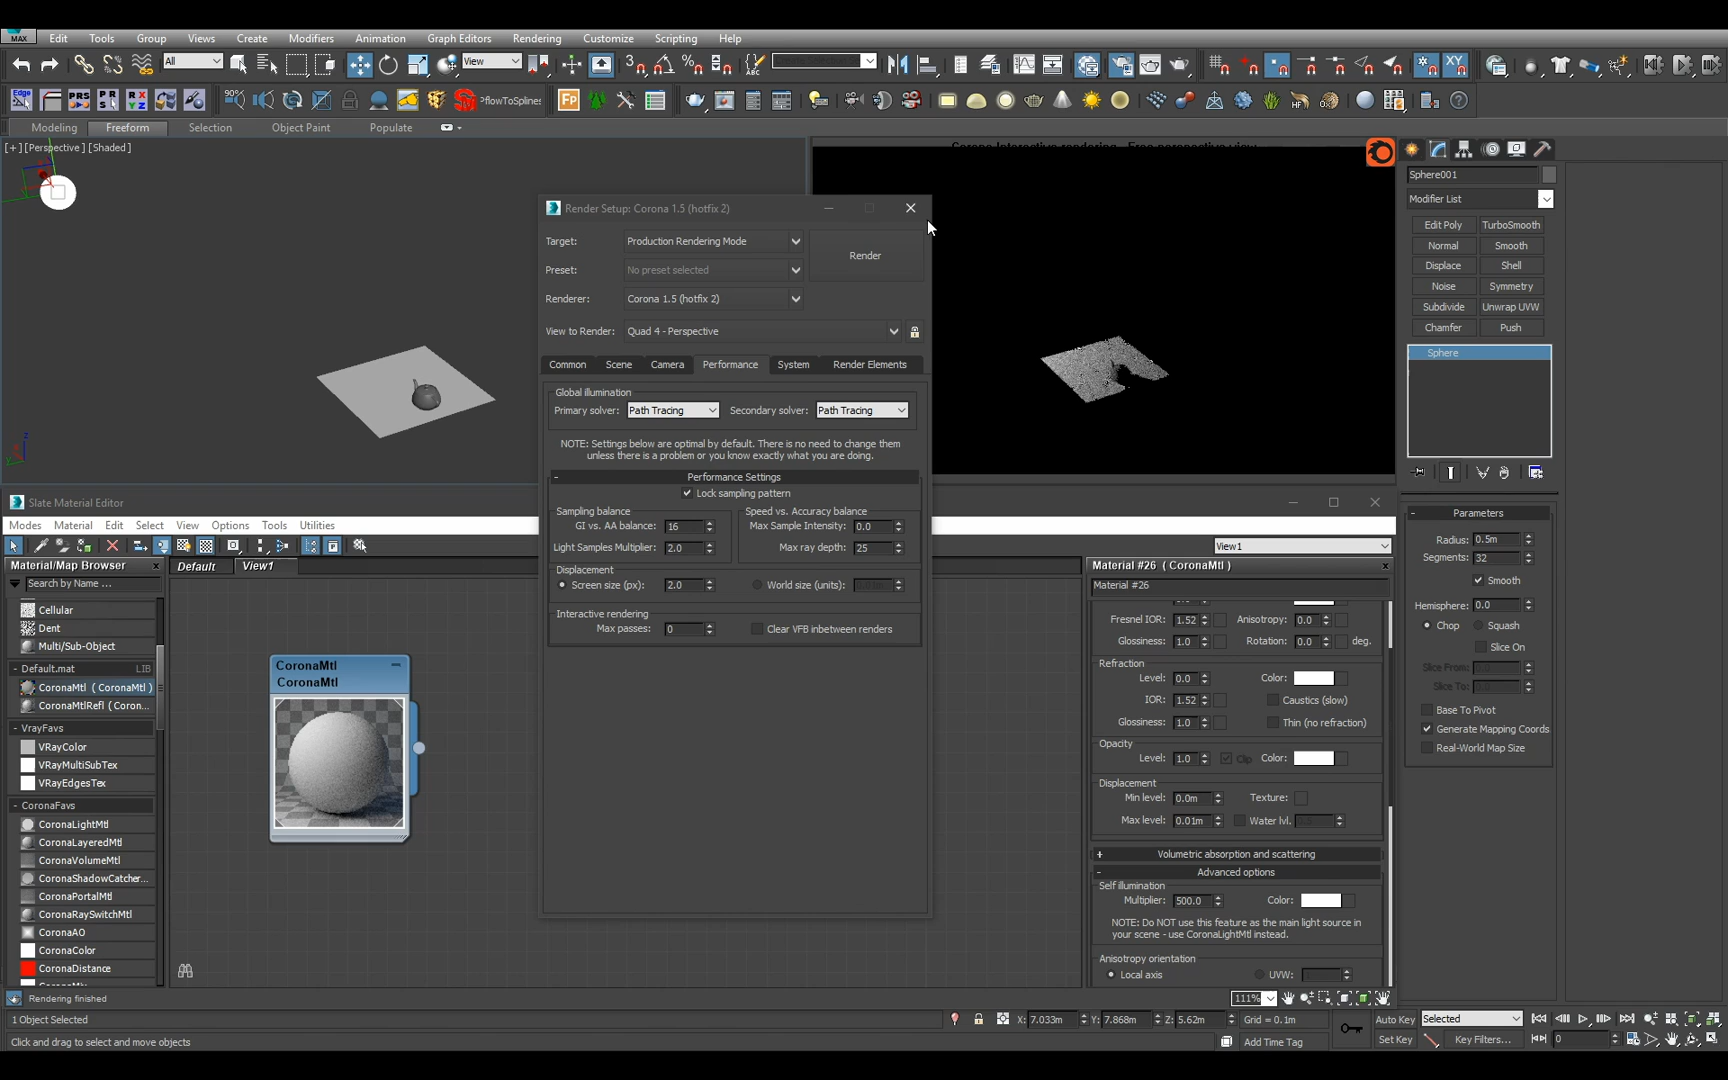 MAX Edit Tools Group Views Create Modifiers Animation Graph Editors Rendering Customize Scripting Help
All View
PRS PflowToSplines FP HF
Modeling Freeform Selection Object Paint Populate
[+][Perspective][Shaded]
Corona Interactive rendering - Free perspective view
Sphere001
Modifier List
Edit Poly TurboSmooth
Normal Smooth
Displace Shell
Noise Symmetry
Subdivide Unwrap UVW
Chamfer Push
Sphere
Render Setup: Corona 1.5 (hotfix 2)
Target: Production Rendering Mode
Render
Preset: No preset selected
Renderer: Corona 1.5 (hotfix 2)
View to Render: Quad 4 - Perspective
Common Scene Camera Performance System Render Elements
Global illumination
Primary solver: Path Tracing Secondary solver: Path Tracing
NOTE: Settings below are optimal by default. There is no need to change them
unless there is a problem or you know exactly what you are doing.
- Performance Settings
Lock sampling pattern
Sampling balance Speed vs. Accuracy balance
GI vs. AA balance: 16 Max Sample Intensity: 0.0
Light Samples Multiplier: 2.0 Max ray depth: 25
Displacement
Screen size (px): 2.0 World size (units):
Interactive rendering
Max passes: 0 Clear VFB inbetween renders
Slate Material Editor
Modes Material Edit Select View Options Tools Utilities
View1
Material/Map Browser
Default View1
Search by Name ...
Cellular
Dent
Multi/Sub-Object
- Default.mat LIB
CoronaMtl ( CoronaMtl )
CoronaMtlRefl ( Coron...
- VrayFavs
VRayColor
VRayMultiSubTex
VRayEdgesTex
- CoronaFavs
CoronaLightMtl
CoronaLayeredMtl
CoronaVolumeMtl
CoronaShadowCatcher...
CoronaPortalMtl
CoronaRaySwitchMtl
CoronaAO
CoronaColor
CoronaDistance
CoronaMtl
CoronaMtl
Material #26 ( CoronaMtl )
Material #26
Fresnel IOR: 1.52 Anisotropy: 0.0
Glossiness: 1.0 Rotation: 0.0 deg.
Refraction
Level: 0.0 Color:
IOR: 1.52 Caustics (slow)
Glossiness: 1.0 Thin (no refraction)
Opacity
Level: 1.0 Clip Color:
Displacement
Min level: 0.0m Texture:
Max level: 0.01m Water lvl.
+ Volumetric absorption and scattering
- Advanced options
Self illumination
Multiplier: 500.0 Color:
NOTE: Do NOT use this feature as the main light source in
your scene - use CoronaLightMtl instead.
Anisotropy orientation
Local axis UVW:
- Parameters
Radius: 0.5m
Segments: 32
Smooth
Hemisphere: 0.0
Chop Squash
Slice On
Slice From:
Slice To:
Base To Pivot
Generate Mapping Coords
Real-World Map Size
Rendering finished
111%
1 Object Selected
X: 7.033m Y: 7.868m Z: 5.62m Grid = 0.1m
Auto Key Selected
Click and drag to select and move objects
Add Time Tag
Set Key Key Filters... 0